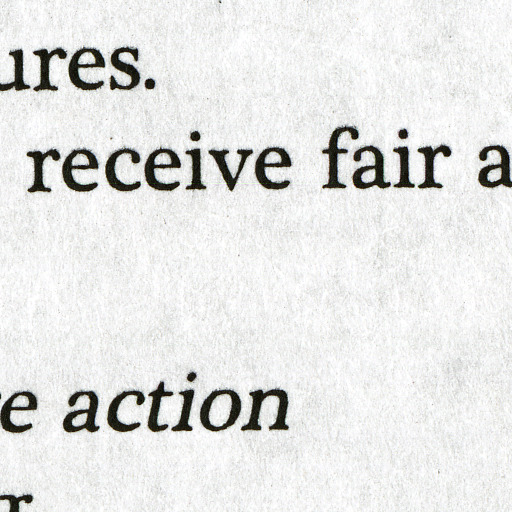 ures.
receive fair a
e action
r